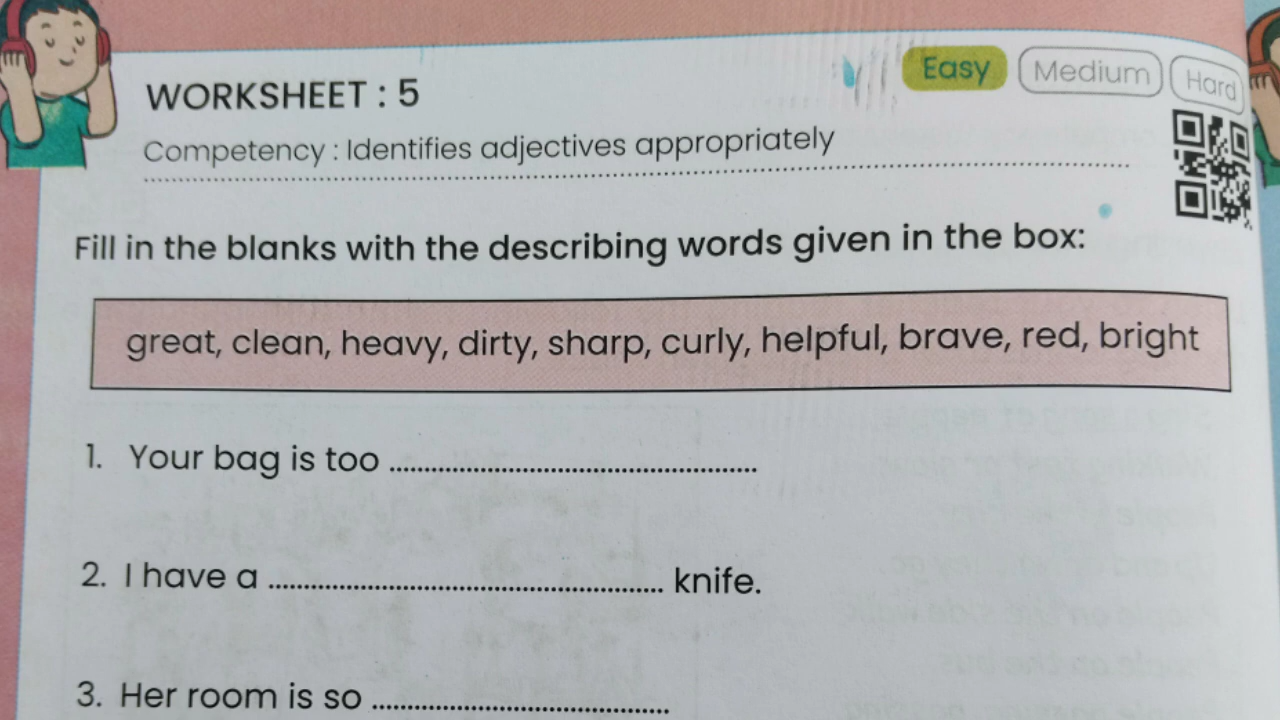 Easy Medium Hard
WORKSHEET : 5
Competency : Identifies adjectives appropriately
Fill in the blanks with the describing words given in the box:
great, clean, heavy, dirty, sharp, curly, helpful, brave, red, bright
1. Your bag is too ..........................................
2. I have a .......................................... knife.
3. Her room is so ..........................................